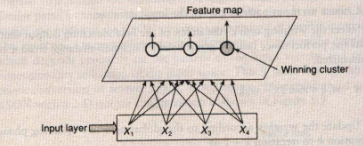 Feature map
Winning cluster
Input layer
X₁ X₂ X₃ X₄